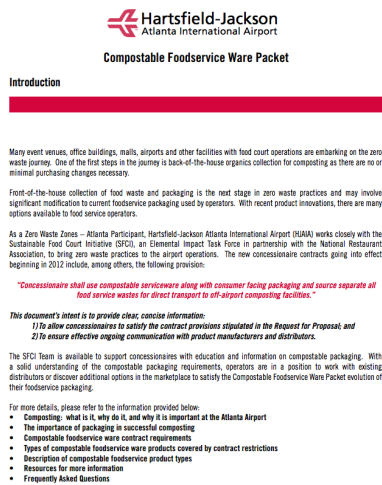 Hartsfield-Jackson
Atlanta International Airport
Compostable Foodservice Ware Packet
Introduction
Many event venues, office buildings, malls, airports and other facilities with food court operations are embarking on the zero
waste journey. One of the first steps in the journey is back-of-the-house organics collection for composting as there are no or
minimal purchasing changes necessary.
Front-of-the-house collection of food waste and packaging is the next stage in zero waste practices and may involve
significant modification to current foodservice packaging used by operators. With recent product innovations, there are many
options available to food service operators.
As a Zero Waste Zones – Atlanta Participant, Hartsfield-Jackson Atlanta International Airport (HJAIA) works closely with the
Sustainable Food Court Initiative (SFCI), an Elemental Impact Task Force in partnership with the National Restaurant
Association, to bring zero waste practices to the airport operations. The new concessionaire contracts going into effect
beginning in 2012 include, among others, the following provision:
"Concessionaire shall use compostable serviceware along with consumer facing packaging and source separate all
food service wastes for direct transport to off-airport composting facilities."
This document's intent is to provide clear, concise information:
1) To allow concessionaires to satisfy the contract provisions stipulated in the Request for Proposal; and
2) To ensure effective ongoing communication with product manufacturers and distributors.
The SFCI Team is available to support concessionaires with education and information on compostable packaging. With
a solid understanding of the compostable packaging requirements, operators are in a position to work with existing
distributors or discover additional options in the marketplace to satisfy the Compostable Foodservice Ware Packet evolution of
their foodservice packaging.
For more details, please refer to the information provided below:
• Composting: what is it, why do it, and why it is important at the Atlanta Airport
• The importance of packaging in successful composting
• Compostable foodservice ware contract requirements
• Types of compostable foodservice ware products covered by contract restrictions
• Description of compostable foodservice product types
• Resources for more information
• Frequently Asked Questions